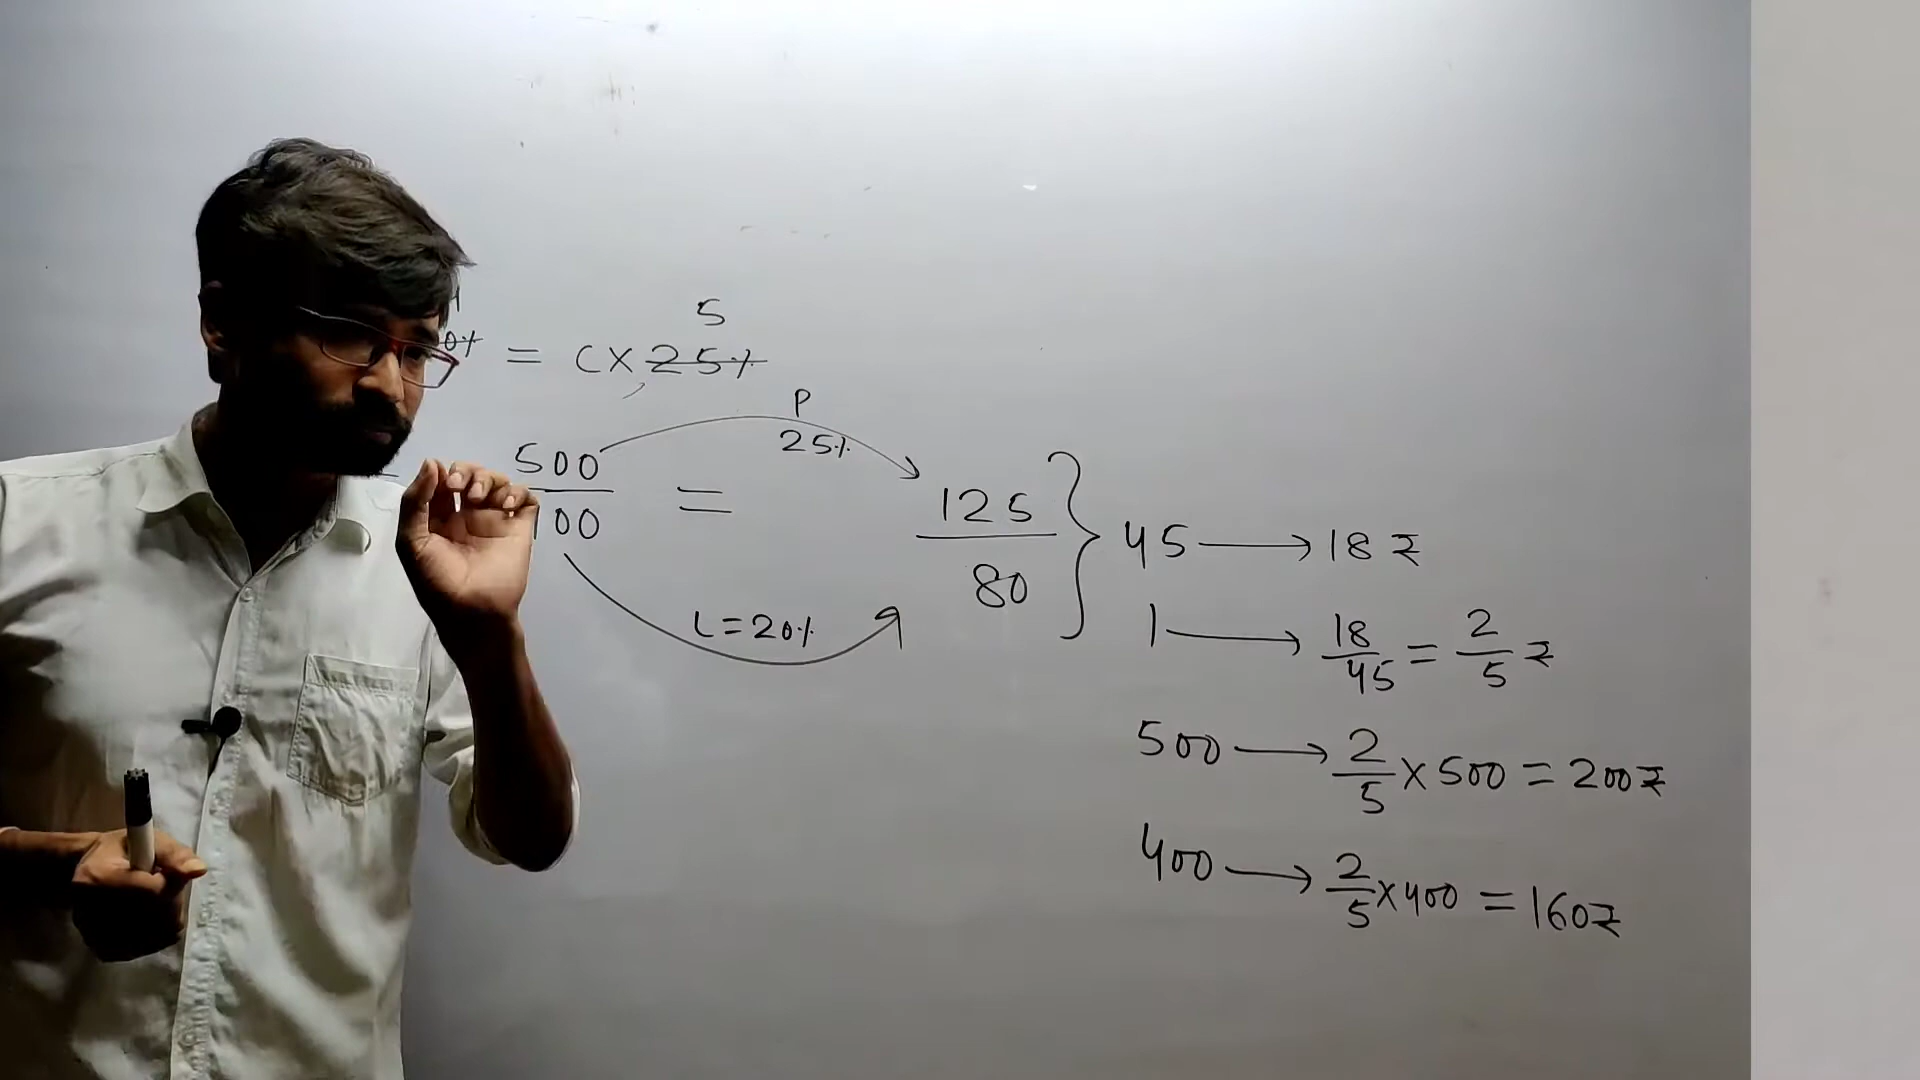 5
= C×25%
P
25%
500/100 = 125/80 } 45 → 18₹
L=20%
1 → 18/45 = 2/5 ₹
500 → 2/5 × 500 = 200₹
400 → 2/5 × 400 = 160₹